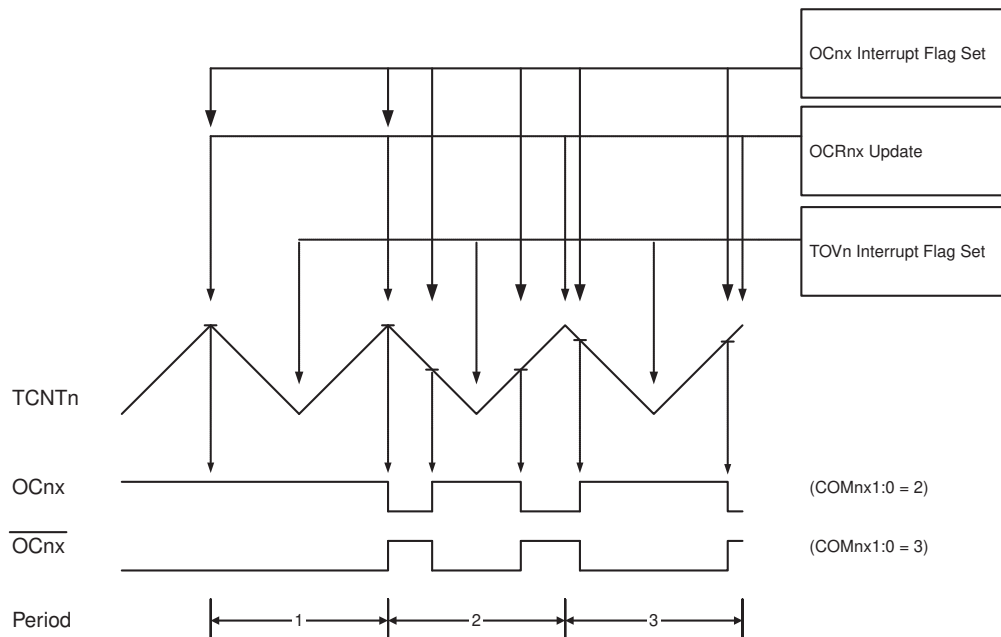 OCnx Interrupt Flag Set
OCRnx Update
TOVn Interrupt Flag Set
TCNTn
OCnx (COMnx1:0 = 2)
OCnx (COMnx1:0 = 3)
Period 1 2 3